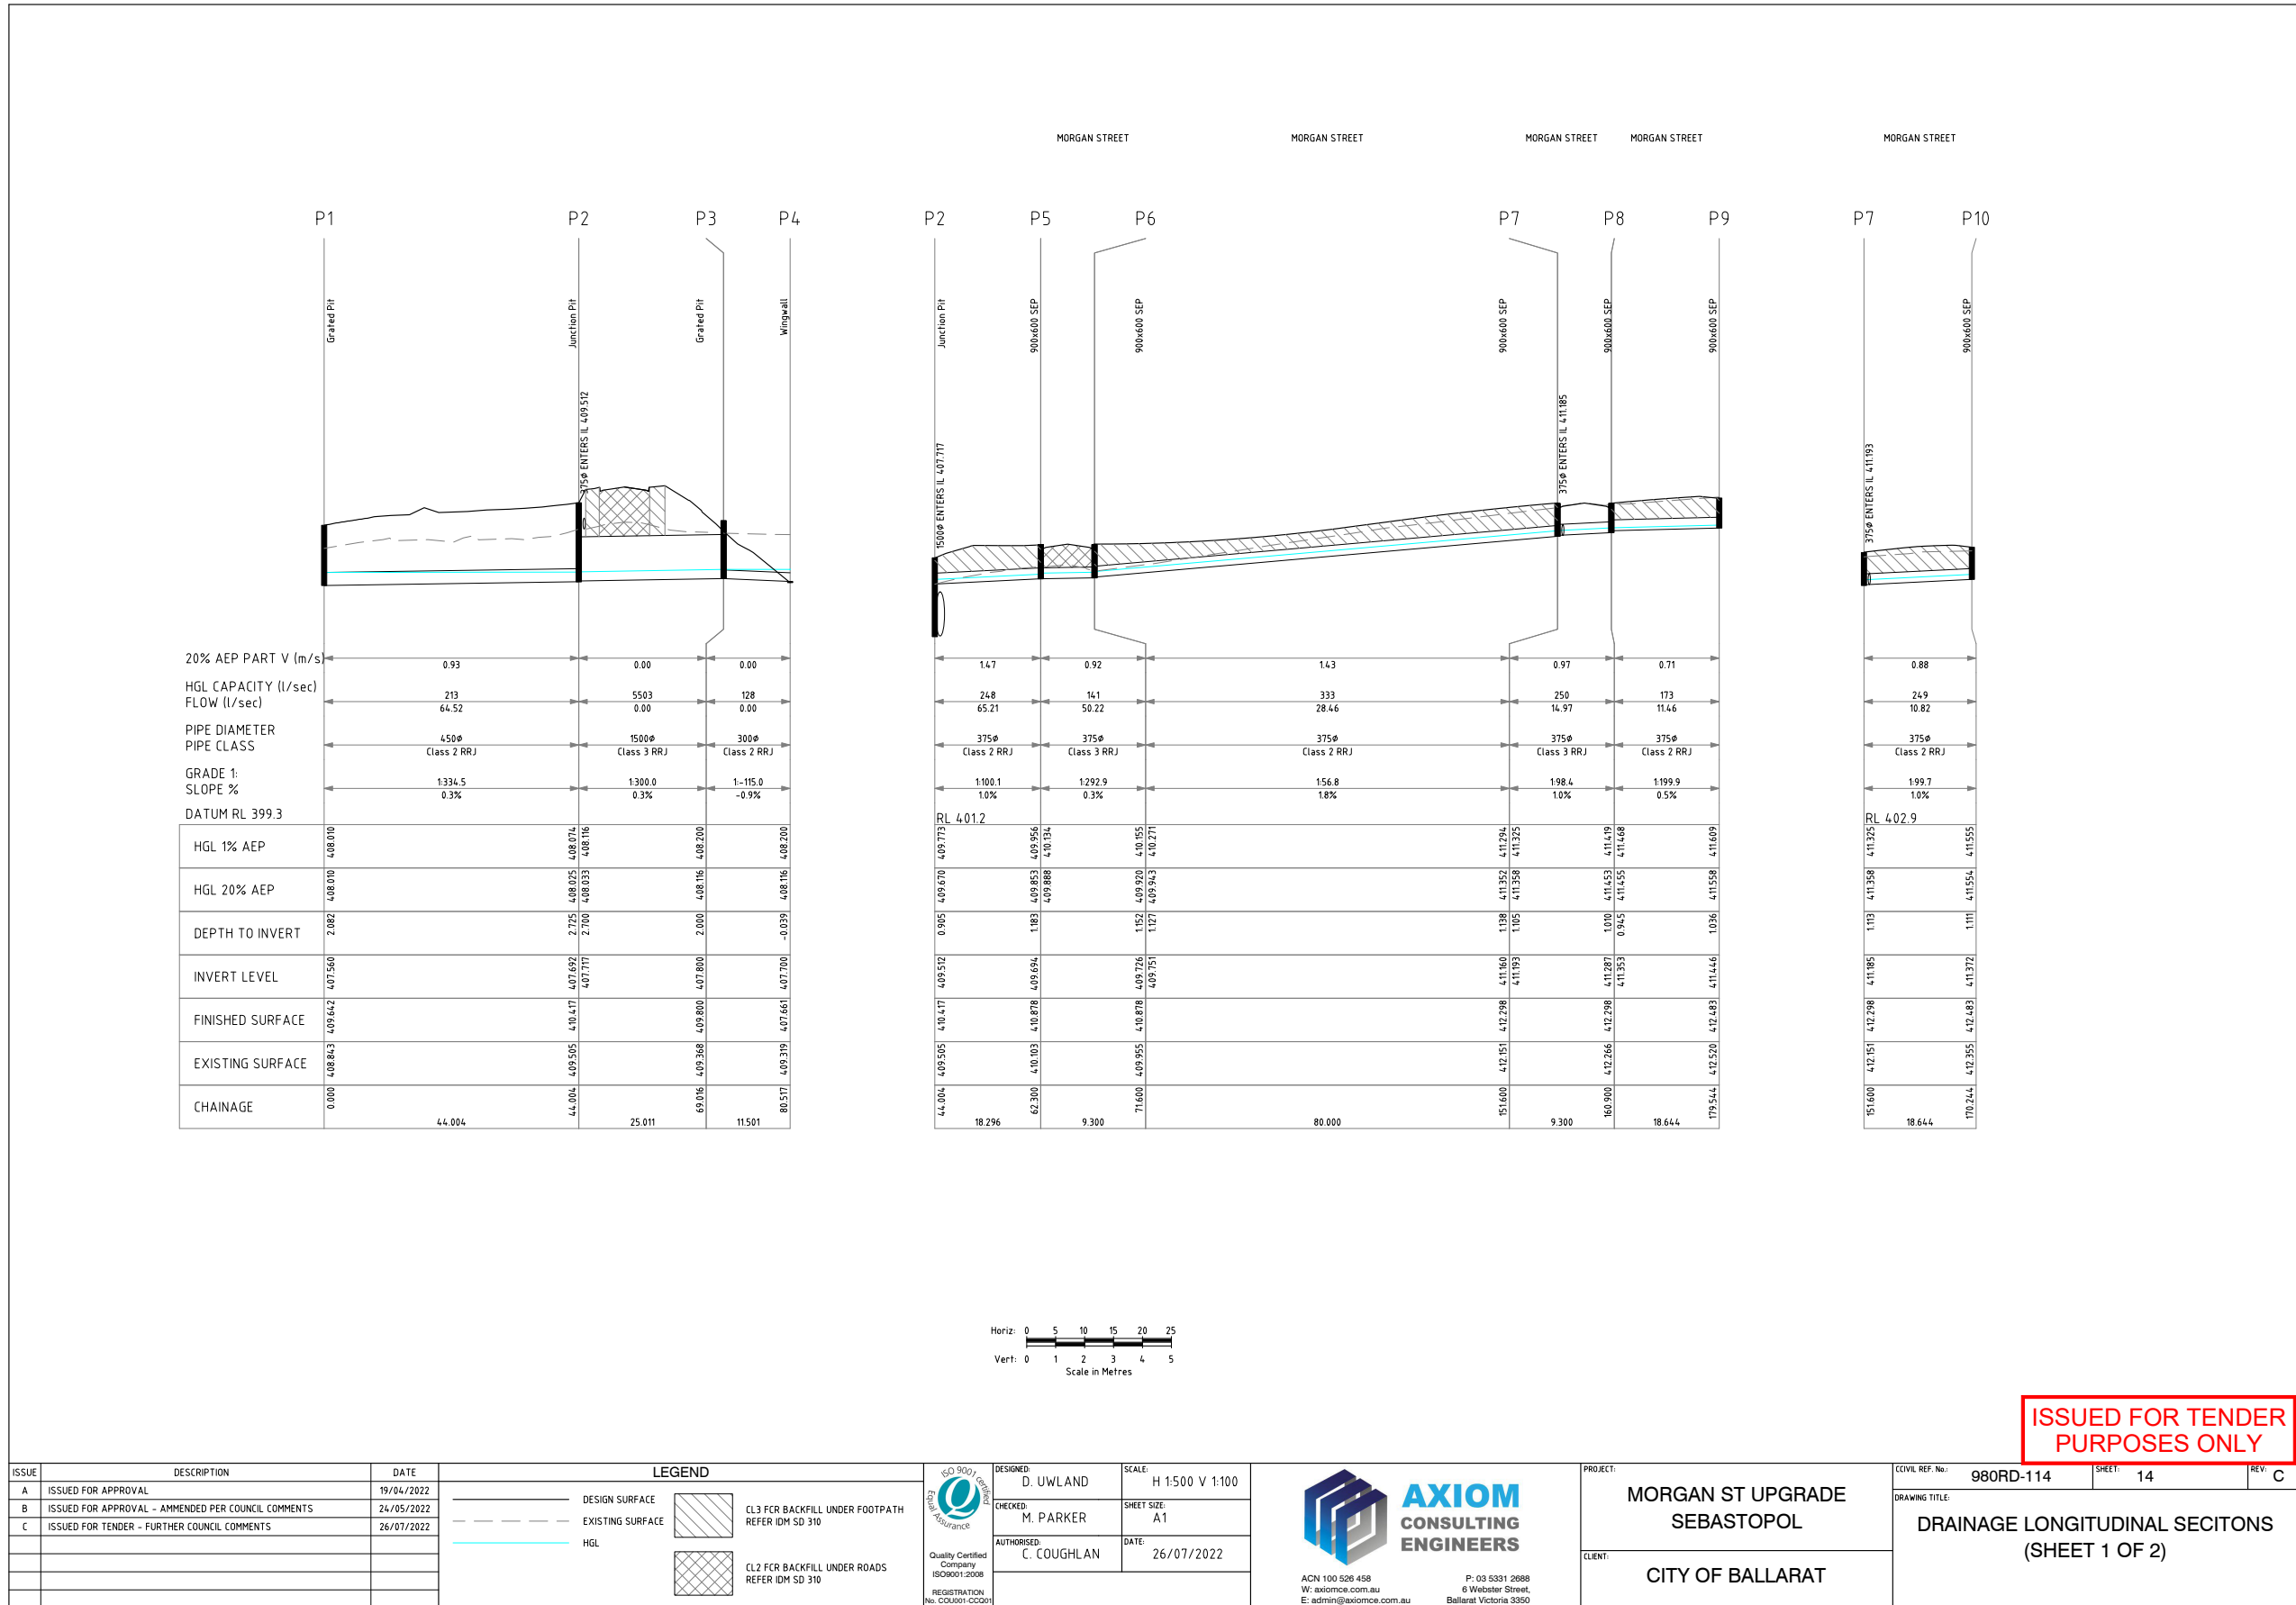 MORGAN STREET MORGAN STREET MORGAN STREET MORGAN STREET MORGAN STREET
P1 P2 P3 P4 P2 P5 P6 P7 P8 P9 P7 P10
Grated Pit
Junction Pit
Grated Pit
Wingwall
Junction Pit
900x600 SEP
900x600 SEP
900x600 SEP
900x600 SEP
900x600 SEP
900x600 SEP
375ø ENTERS IL 409.512
1500ø ENTERS IL 407.717
375ø ENTERS IL 411.185
375ø ENTERS IL 411.193
20% AEP PART V (m/s) 0.93 0.00 0.00 1.47 0.92 1.43 0.97 0.71 0.88
HGL CAPACITY (l/sec) 213 5503 128 248 141 333 250 173 249
FLOW (l/sec) 64.52 0.00 0.00 65.21 50.22 28.46 14.97 11.46 10.82
PIPE DIAMETER 450ø 1500ø 300ø 375ø 375ø 375ø 375ø 375ø 375ø
PIPE CLASS Class 2 RRJ Class 3 RRJ Class 2 RRJ Class 2 RRJ Class 3 RRJ Class 2 RRJ Class 3 RRJ Class 2 RRJ Class 2 RRJ
GRADE 1: 1:334.5 1:300.0 1:-115.0 1:100.1 1:292.9 1:56.8 1:98.4 1:199.9 1:99.7
SLOPE % 0.3% 0.3% -0.9% 1.0% 0.3% 1.8% 1.0% 0.5% 1.0%
DATUM RL 399.3 RL 401.2 RL 402.9
HGL 1% AEP 408.010 408.074 408.116 408.200 408.200 409.773 409.956 410.134 410.155 410.271 411.294 411.325 411.419 411.468 411.609 411.325 411.555
HGL 20% AEP 408.010 408.025 408.033 408.116 408.116 409.670 409.853 409.888 409.920 409.943 411.352 411.358 411.453 411.455 411.558 411.358 411.554
DEPTH TO INVERT 2.082 2.725 2.700 2.000 -0.039 0.905 1.183 1.152 1.127 1.138 1.105 1.010 0.945 1.036 1.113 1.111
INVERT LEVEL 407.560 407.692 407.717 407.800 407.700 409.512 409.694 409.726 409.751 411.160 411.193 411.287 411.353 411.446 411.185 411.372
FINISHED SURFACE 409.642 410.417 409.800 407.661 410.417 410.878 410.878 412.298 412.298 412.483 412.298 412.483
EXISTING SURFACE 408.843 409.505 409.368 409.319 409.505 410.103 409.955 412.151 412.266 412.520 412.151 412.355
CHAINAGE 0.000 44.004 69.016 80.517 44.004 62.300 71.600 151.600 160.900 179.544 151.600 170.244
44.004 25.011 11.501 18.296 9.300 80.000 9.300 18.644 18.644
Horiz: 0 5 10 15 20 25
Vert: 0 1 2 3 4 5
Scale in Metres
ISSUED FOR TENDER
PURPOSES ONLY
ISSUE DESCRIPTION DATE
A ISSUED FOR APPROVAL 19/04/2022
B ISSUED FOR APPROVAL - AMMENDED PER COUNCIL COMMENTS 24/05/2022
C ISSUED FOR TENDER - FURTHER COUNCIL COMMENTS 26/07/2022
LEGEND
DESIGN SURFACE
EXISTING SURFACE
HGL
CL3 FCR BACKFILL UNDER FOOTPATH
REFER IDM SD 310
CL2 FCR BACKFILL UNDER ROADS
REFER IDM SD 310
ISO 9001 certified
Equal Assurance
Quality Certified
Company
ISO9001:2008
REGISTRATION
No. COU001-CCQ01
DESIGNED:
D. UWLAND
CHECKED:
M. PARKER
AUTHORISED:
C. COUGHLAN
SCALE:
H 1:500 V 1:100
SHEET SIZE:
A1
DATE:
26/07/2022
AXIOM
CONSULTING
ENGINEERS
ACN 100 526 458
W: axiomce.com.au
E: admin@axiomce.com.au
P: 03 5331 2688
6 Webster Street,
Ballarat Victoria 3350
PROJECT:
MORGAN ST UPGRADE
SEBASTOPOL
CLIENT:
CITY OF BALLARAT
CCIVIL REF. No.: 980RD-114
SHEET: 14
REV: C
DRAWING TITLE:
DRAINAGE LONGITUDINAL SECITONS
(SHEET 1 OF 2)